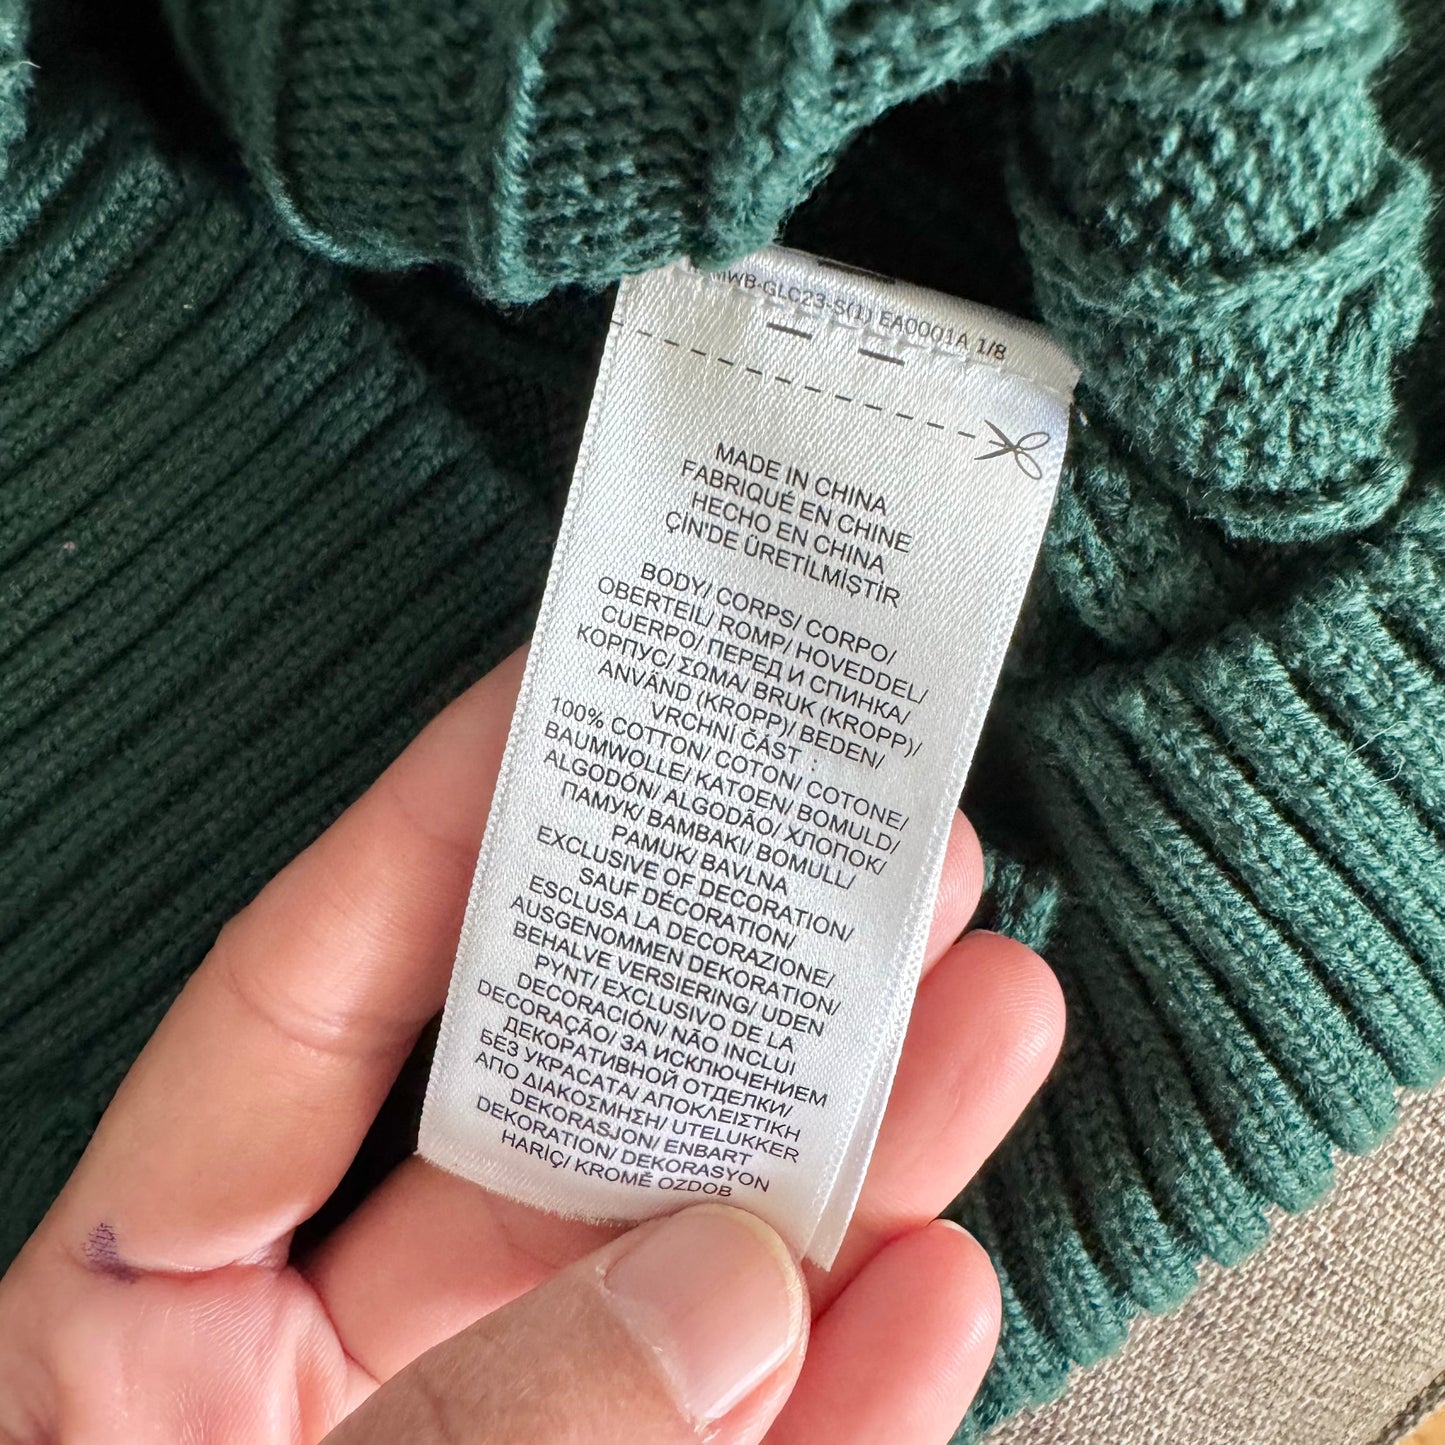 MWB-GLC23-S(1) EA0001A 1/8
MADE IN CHINA
FABRIQUÉ EN CHINE
HECHO EN CHINA
ÇİN'DE ÜRETİLMİŞTİR
BODY/ CORPS/ CORPO/
OBERTEIL/ ROMP/ HOVEDDEL/
CUERPO/ ПЕРЕД И СПИНКА/
КОРПУС/ ΣΩΜΑ/ BRUK (KROPP)/
ANVÄND (KROPP)/ BEDEN/
VRCHNÍ ČÁST :
100% COTTON/ COTON/ COTONE/
BAUMWOLLE/ KATOEN/ BOMULD/
ALGODÓN/ ALGODÃO/ ХЛОПОК/
ПАМУК/ ΒΑΜΒΑΚΙ/ BOMULL/
PAMUK/ BAVLNA
EXCLUSIVE OF DECORATION/
SAUF DÉCORATION/
ESCLUSA LA DECORAZIONE/
AUSGENOMMEN DEKORATION/
BEHALVE VERSIERING/ UDEN
PYNT/ EXCLUSIVO DE LA
DECORACIÓN/ NÃO INCLUI
DECORAÇÃO/ ЗА ИСКЛЮЧЕНИЕМ
ДЕКОРАТИВНОЙ ОТДЕЛКИ/
БЕЗ УКРАСАТА/ ΑΠΟΚΛΕΙΣΤΙΚΗ
ΑΠΟ ΔΙΑΚΟΣΜΗΣΗ/ UTELUKKER
DEKORASJON/ ENBART
DEKORATION/ DEKORASYON
HARİÇ/ KROMĚ OZDOB